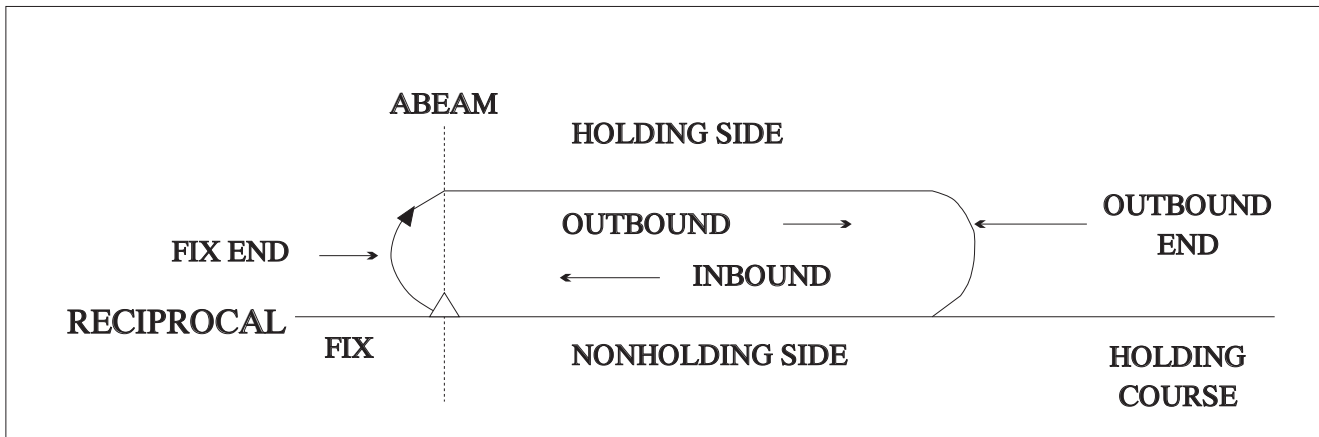 ABEAM
HOLDING SIDE
OUTBOUND
OUTBOUND
END
FIX END
INBOUND
RECIPROCAL
FIX
NONHOLDING SIDE
HOLDING
COURSE